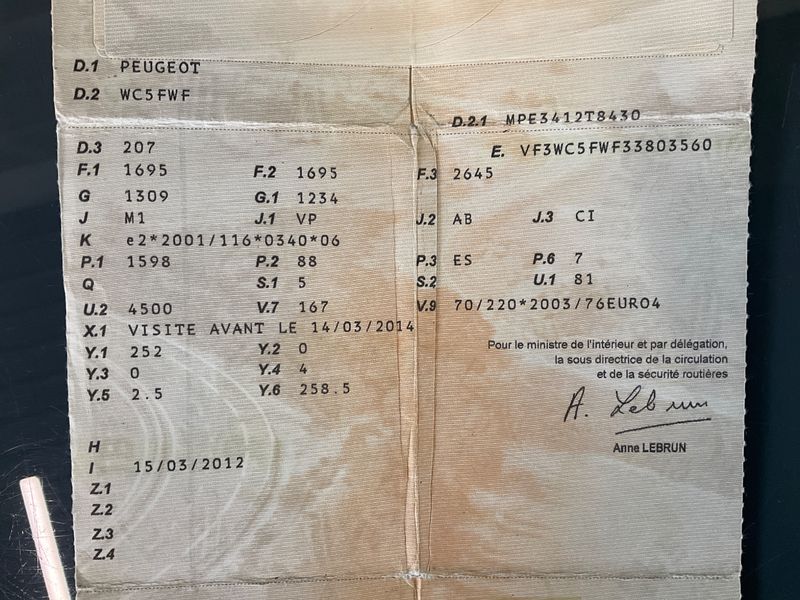 D.1 PEUGEOT
D.2 WC5FWF
D.2.1 MPE3412T8430
D.3 207
E. VF3WC5FWF33803560
F.1 1695 F.2 1695 F.3 2645
G 1309 G.1 1234
J M1 J.1 VP J.2 AB J.3 CI
K e2*2001/116*0340*06
P.1 1598 P.2 88 P.3 ES P.6 7
Q S.1 5 S.2 U.1 81
U.2 4500 V.7 167 V.9 70/220*2003/76EURO4
X.1 VISITE AVANT LE 14/03/2014
Y.1 252 Y.2 0
Y.3 0 Y.4 4
Y.5 2.5 Y.6 258.5
Pour le ministre de l'intérieur et par délégation,
la sous directrice de la circulation
et de la sécurité routières
A. Lebrun
Anne LEBRUN
H
I 15/03/2012
Z.1
Z.2
Z.3
Z.4